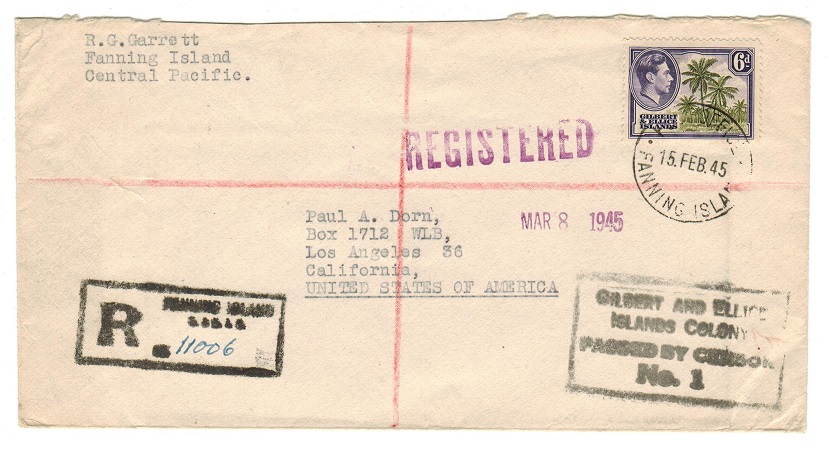 R.G.Garrett
Fanning Island
Central Pacific.
6d
GILBERT
& ELLICE
ISLANDS
15.FEB.45
FANNING ISLAN
REGISTERED
Paul A. Dorn,
Box 1712 WLB,
Los Angeles 36
California,
UNITED STATES OF AMERICA
MAR 8 1945
R
FANNING ISLAND
11006
GILBERT AND ELLICE
ISLANDS COLONY
PASSED BY CENSOR
No. 1